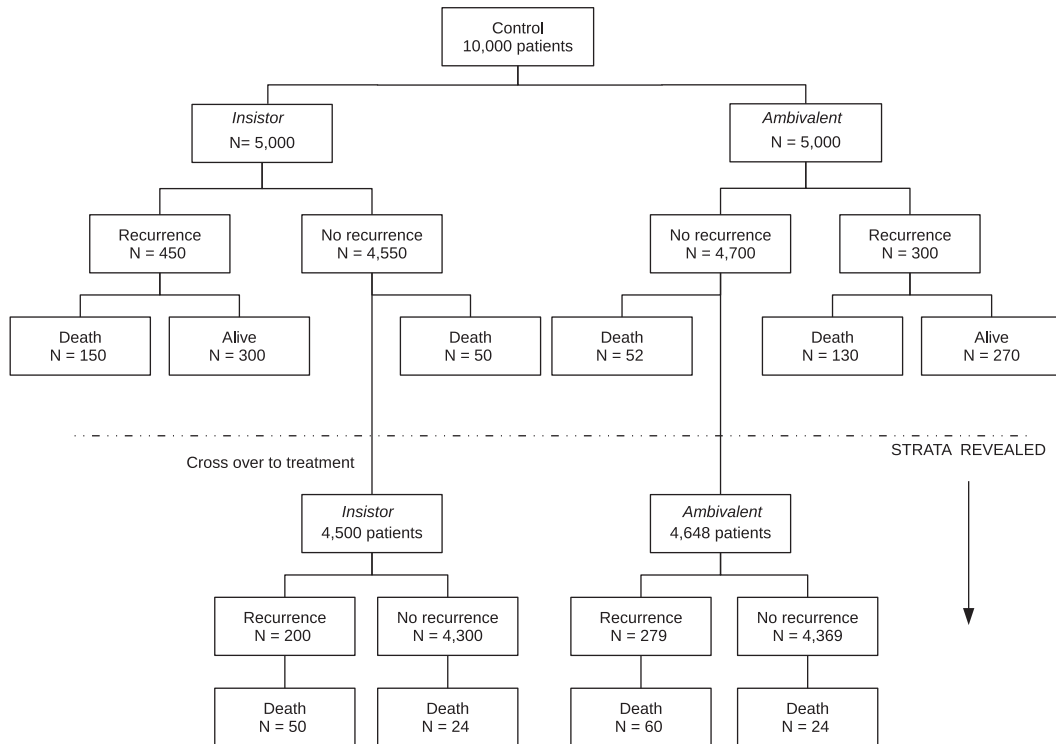 Control
10,000 patients
Insistor
N= 5,000
Ambivalent
N = 5,000
Recurrence
N = 450
No recurrence
N = 4,550
No recurrence
N = 4,700
Recurrence
N = 300
Death
N = 150
Alive
N = 300
Death
N = 50
Death
N = 52
Death
N = 130
Alive
N = 270
Cross over to treatment
STRATA REVEALED
Insistor
4,500 patients
Ambivalent
4,648 patients
Recurrence
N = 200
No recurrence
N = 4,300
Recurrence
N = 279
No recurrence
N = 4,369
Death
N = 50
Death
N = 24
Death
N = 60
Death
N = 24